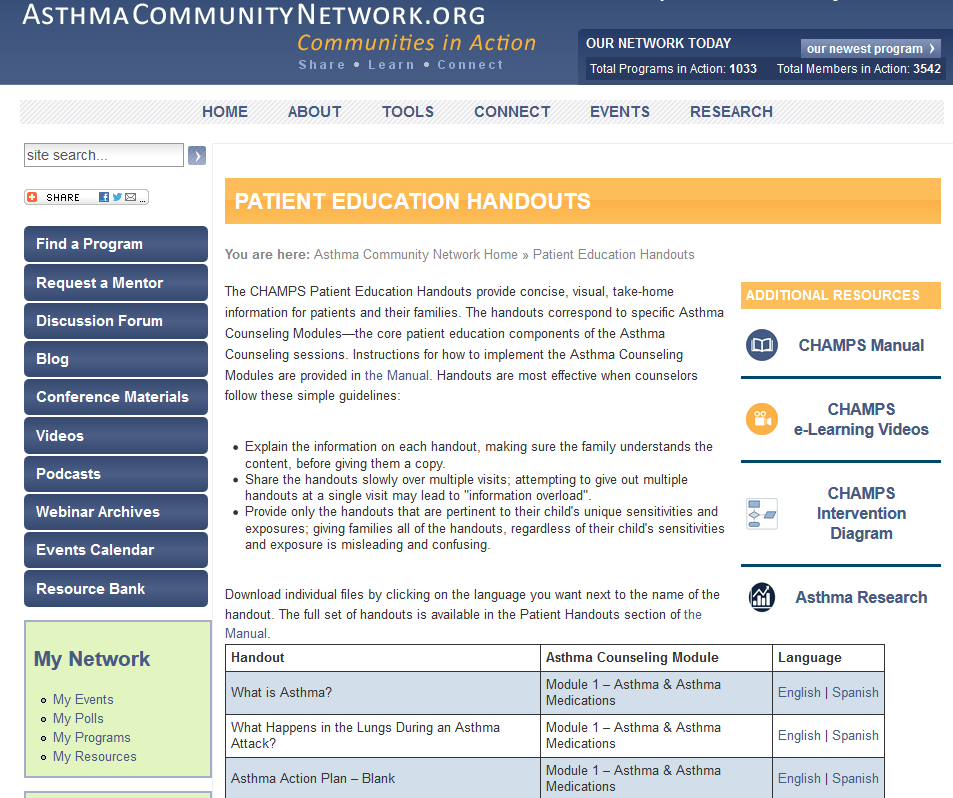 ASTHMACOMMUNITYNETWORK.ORG
Communities in Action
Share • Learn • Connect
OUR NETWORK TODAY
our newest program ›
Total Programs in Action: 1033 Total Members in Action: 3542
HOME ABOUT TOOLS CONNECT EVENTS RESEARCH
site search...
SHARE ...
Find a Program
Request a Mentor
Discussion Forum
Blog
Conference Materials
Videos
Podcasts
Webinar Archives
Events Calendar
Resource Bank
My Network
My Events
My Polls
My Programs
My Resources
PATIENT EDUCATION HANDOUTS
You are here: Asthma Community Network Home » Patient Education Handouts
The CHAMPS Patient Education Handouts provide concise, visual, take-home
information for patients and their families. The handouts correspond to specific Asthma
Counseling Modules—the core patient education components of the Asthma
Counseling sessions. Instructions for how to implement the Asthma Counseling
Modules are provided in the Manual. Handouts are most effective when counselors
follow these simple guidelines:
• Explain the information on each handout, making sure the family understands the
content, before giving them a copy.
• Share the handouts slowly over multiple visits; attempting to give out multiple
handouts at a single visit may lead to "information overload".
• Provide only the handouts that are pertinent to their child's unique sensitivities and
exposures; giving families all of the handouts, regardless of their child's sensitivities
and exposure is misleading and confusing.
Download individual files by clicking on the language you want next to the name of the
handout. The full set of handouts is available in the Patient Handouts section of the
Manual.
ADDITIONAL RESOURCES
CHAMPS Manual
CHAMPS
e-Learning Videos
CHAMPS
Intervention
Diagram
Asthma Research
Handout Asthma Counseling Module Language
What is Asthma?
Module 1 – Asthma & Asthma
Medications
English | Spanish
What Happens in the Lungs During an Asthma
Attack?
Module 1 – Asthma & Asthma
Medications
English | Spanish
Asthma Action Plan – Blank
Module 1 – Asthma & Asthma
Medications
English | Spanish